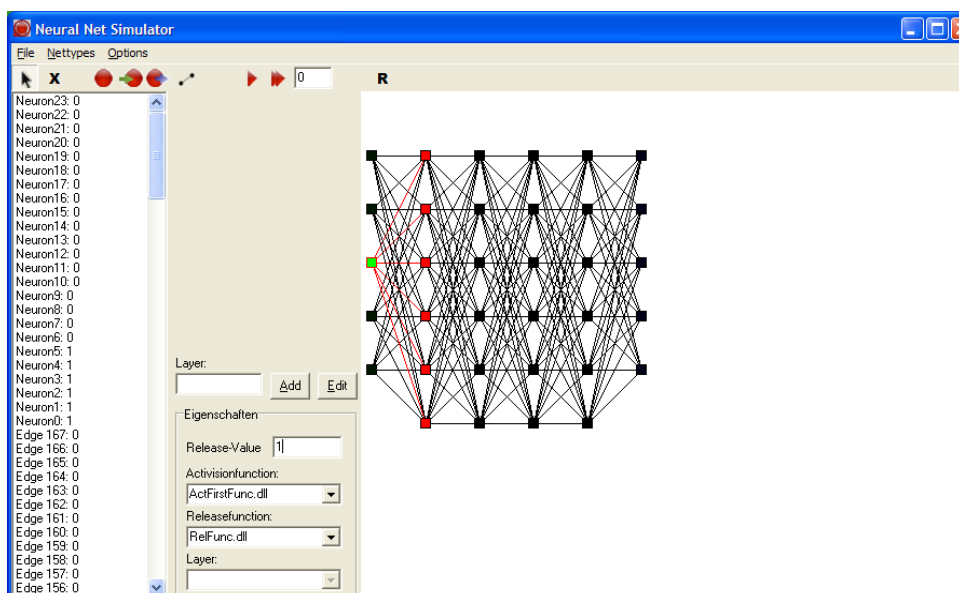 Neural Net Simulator
File Nettypes Options
X 0 R
Neuron23: 0
Neuron22: 0
Neuron21: 0
Neuron20: 0
Neuron19: 0
Neuron18: 0
Neuron17: 0
Neuron16: 0
Neuron15: 0
Neuron14: 0
Neuron13: 0
Neuron12: 0
Neuron11: 0
Neuron10: 0
Neuron9: 0
Neuron8: 0
Neuron7: 0
Neuron6: 0
Neuron5: 1
Neuron4: 1
Neuron3: 1
Neuron2: 1
Neuron1: 1
Neuron0: 1
Edge 167: 0
Edge 166: 0
Edge 165: 0
Edge 164: 0
Edge 163: 0
Edge 162: 0
Edge 161: 0
Edge 160: 0
Edge 159: 0
Edge 158: 0
Edge 157: 0
Edge 156: 0
Layer:
Add Edit
Eigenschaften
Release-Value 1
Activisionfunction:
ActFirstFunc.dll
Releasefunction:
RelFunc.dll
Layer: